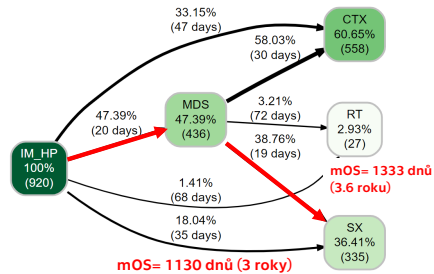 33.15%
(47 days)
CTX
60.65%
(558)
58.03%
(30 days)
47.39%
(20 days)
MDS
47.39%
(436)
3.21%
(72 days)
RT
2.93%
(27)
38.76%
(19 days)
IM_HP
100%
(920)
mOS= 1333 dnů
(3.6 roku)
1.41%
(68 days)
18.04%
(35 days)
SX
36.41%
(335)
mOS= 1130 dnů (3 roky)